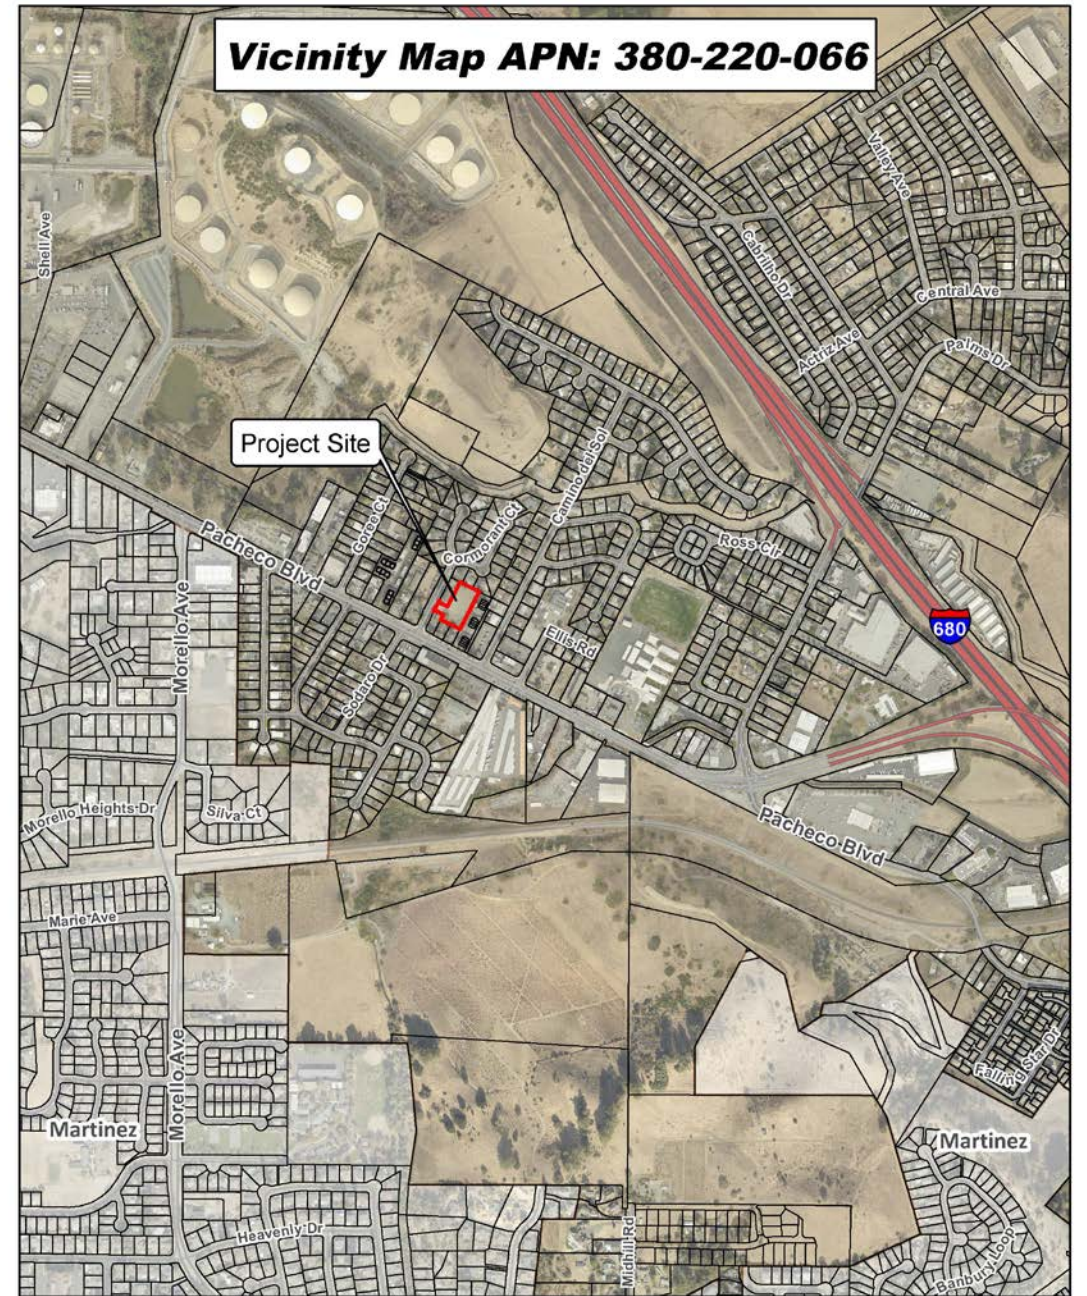 Vicinity Map APN: 380-220-066
Valley Ave
Shell Ave
Cabrilho Dr
Central Ave
Actriz Ave
Palms Dr
Project Site
Camino del Sol
Goree Ct
Cormorant Ct
Pacheco Blvd
Ross Cir
Morello Ave
680
Ellis Rd
Sodaro Dr
Morello Heights Dr
Silva Ct
Pacheco Blvd
Marie Ave
Morello Ave
Falling Star Dr
Martinez
Martinez
Heavenly Dr
Midhill Rd
Banbury Loop